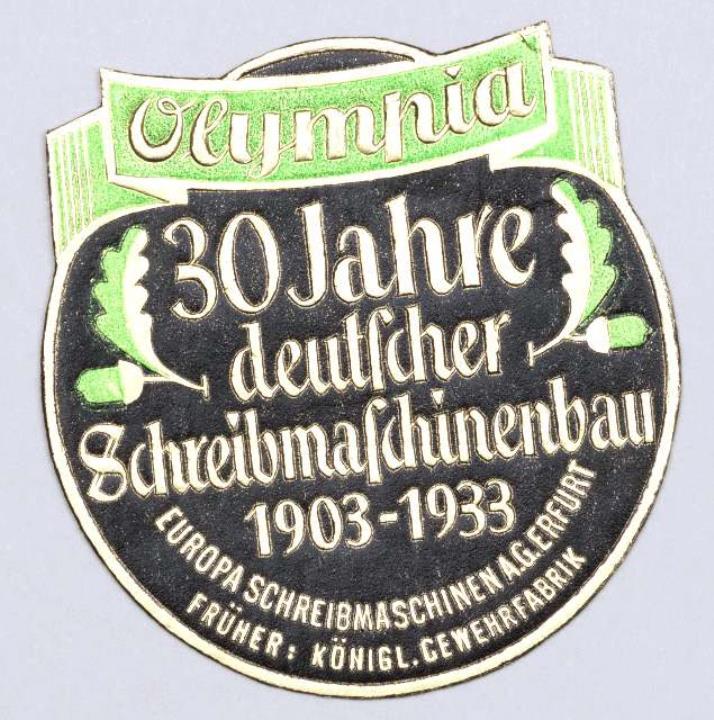 Olympia
30 Jahre
deutſcher
Schreibmaſchinenbau
1903-1933
EUROPA SCHREIBMASCHINEN A.G. ERFURT
FRÜHER: KÖNIGL. GEWEHRFABRIK